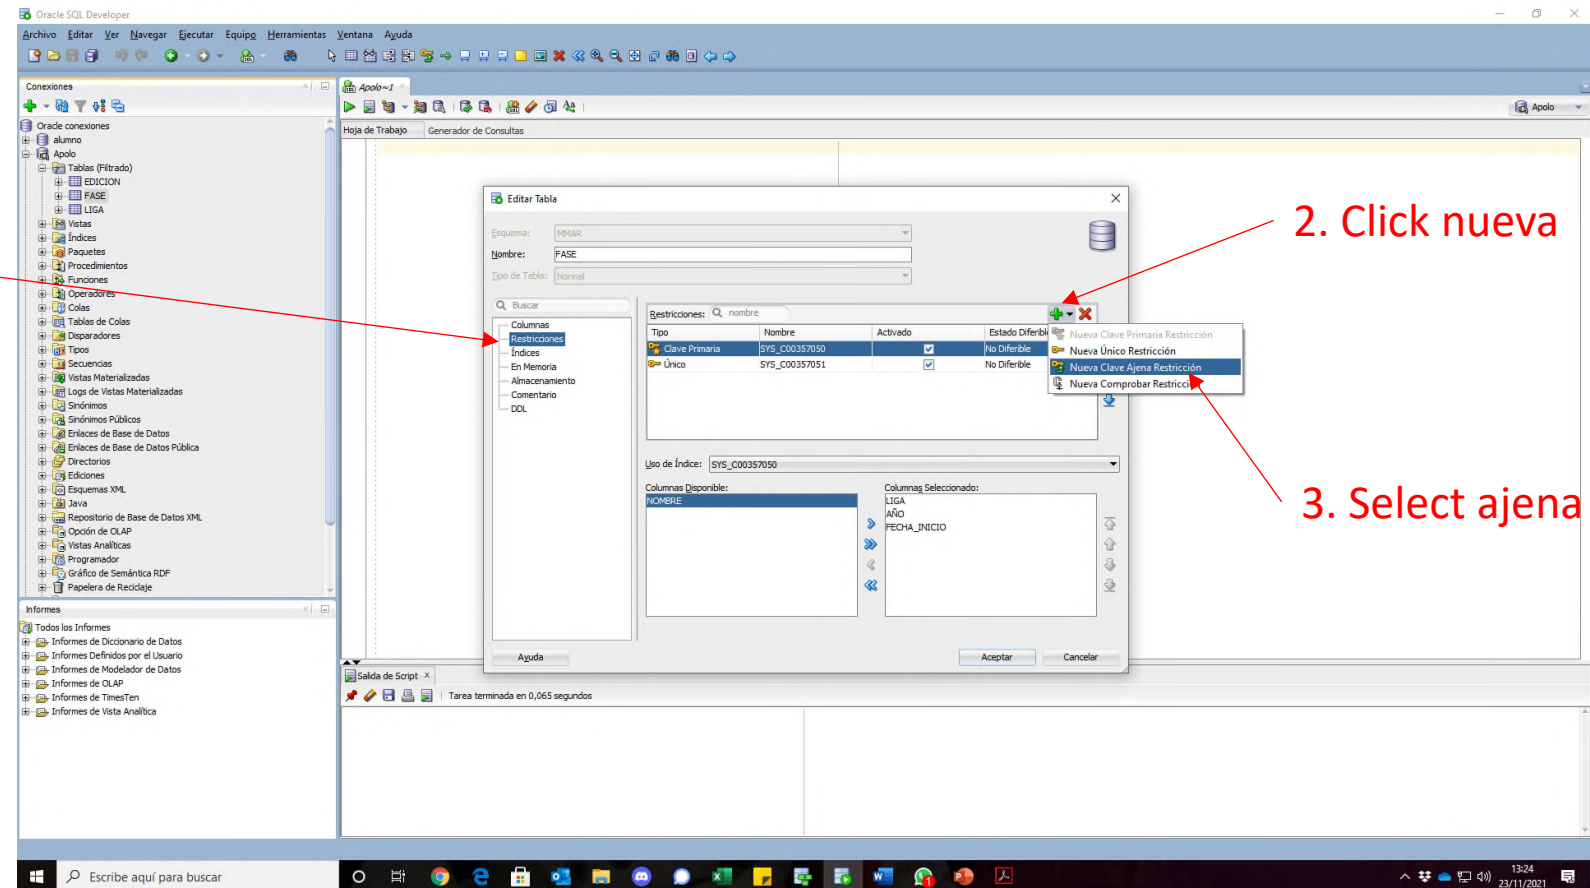 Oracle SQL Developer
Archivo Editar Ver Navegar Ejecutar Equipo Herramientas Ventana Ayuda
Conexiones
Oracle conexiones
alumno
Apolo
Tablas (Filtrado)
EDICION
FASE
LIGA
Vistas
Índices
Paquetes
Procedimientos
Funciones
Operadores
Colas
Tablas de Colas
Disparadores
Tipos
Secuencias
Vistas Materializadas
Logs de Vistas Materializadas
Sinónimos
Sinónimos Públicos
Enlaces de Base de Datos
Enlaces de Base de Datos Pública
Directorios
Ediciones
Esquemas XML
Java
Repositorio de Base de Datos XML
Opción de OLAP
Vistas Analíticas
Programador
Gráfico de Semántica RDF
Papelera de Reciclaje
Informes
Todos los Informes
Informes de Diccionario de Datos
Informes Definidos por el Usuario
Informes de Modelador de Datos
Informes de OLAP
Informes de TimesTen
Informes de Vista Analítica
Apolo~1
Apolo
Hoja de Trabajo Generador de Consultas
Editar Tabla
Esquema: MMAR
Nombre: FASE
Tipo de Tabla: Normal
Buscar
Columnas
Restricciones
Índices
En Memoria
Almacenamiento
Comentario
DDL
Restricciones: nombre
Tipo Nombre Activado Estado Diferible
Clave Primaria SYS_C00357050 No Diferible
Único SYS_C00357051 No Diferible
Nueva Clave Primaria Restricción
Nueva Único Restricción
Nueva Clave Ajena Restricción
Nueva Comprobar Restricción
Uso de Índice: SYS_C00357050
Columnas Disponible: Columnas Seleccionado:
NOMBRE
LIGA
AÑO
FECHA_INICIO
Ayuda Aceptar Cancelar
2. Click nueva
3. Select ajena
Salida de Script
Tarea terminada en 0,065 segundos
Escribe aquí para buscar
13:24
23/11/2021